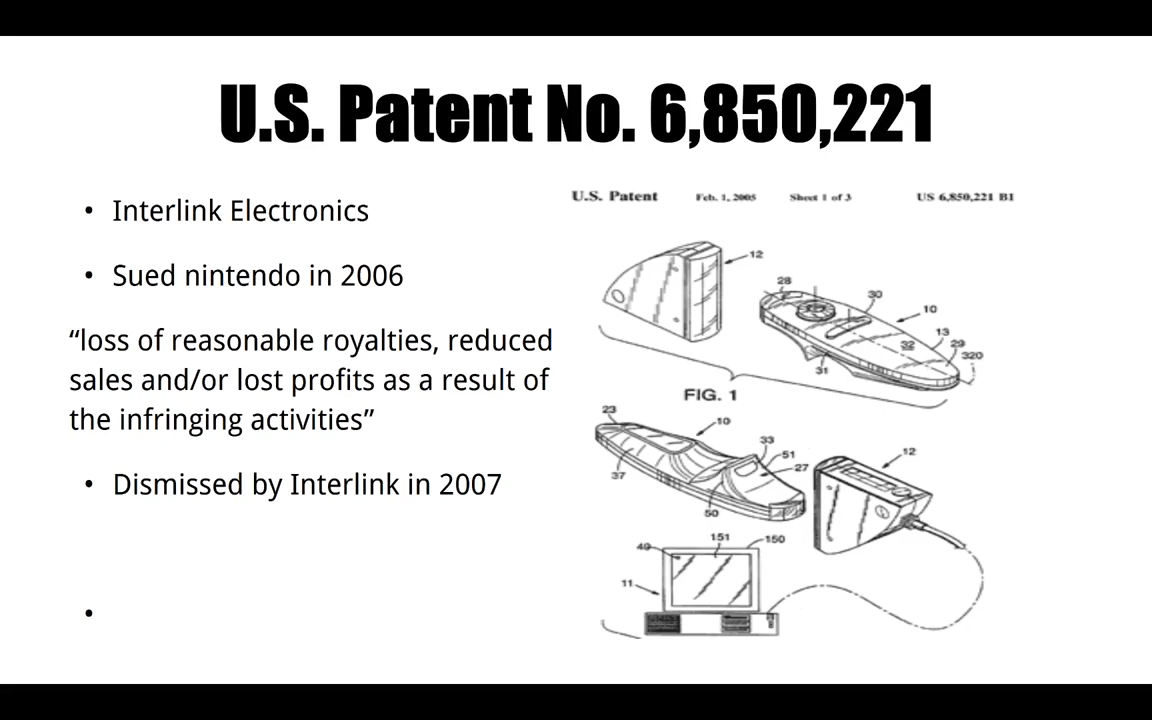 U.S. Patent No. 6,850,221
• Interlink Electronics
• Sued nintendo in 2006
“loss of reasonable royalties, reduced
sales and/or lost profits as a result of
the infringing activities”
• Dismissed by Interlink in 2007
•
U.S. Patent Feb. 1, 2005 Sheet 1 of 3 US 6,850,221 B1
12
28
30
10
13
29
32
320
31
FIG. 1
23
10
33
51
27
12
37
50
151
150
49
11